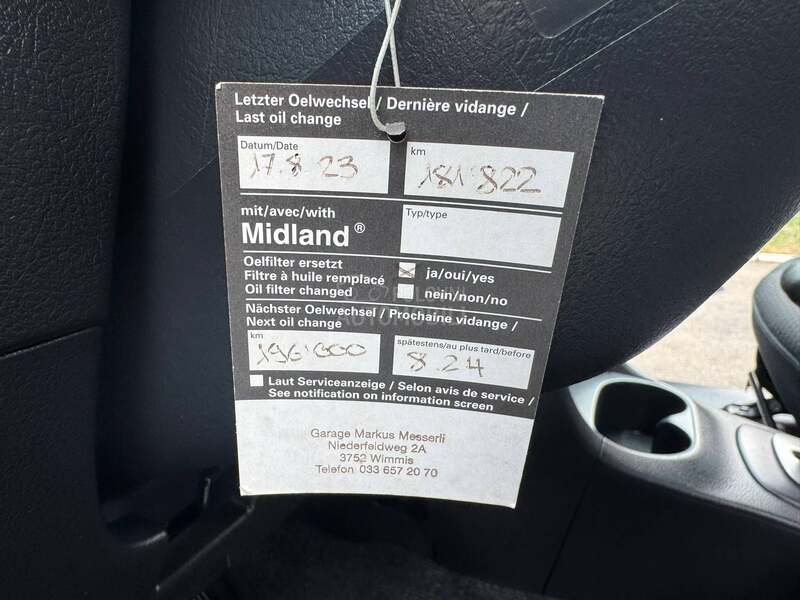 Letzter Oelwechsel / Dernière vidange /
Last oil change
Datum/Date
17.8.23
km
181'822
mit/avec/with
Midland®
Typ/type
Oelfilter ersetzt
Filtre à huile remplacé
Oil filter changed
ja/oui/yes
nein/non/no
Nächster Oelwechsel / Prochaine vidange /
Next oil change
km
196'000
spätestens/au plus tard/before
8.24
Laut Serviceanzeige / Selon avis de service /
See notification on information screen
Garage Markus Messerli
Niederfeldweg 2A
3752 Wimmis
Telefon 033 657 20 70